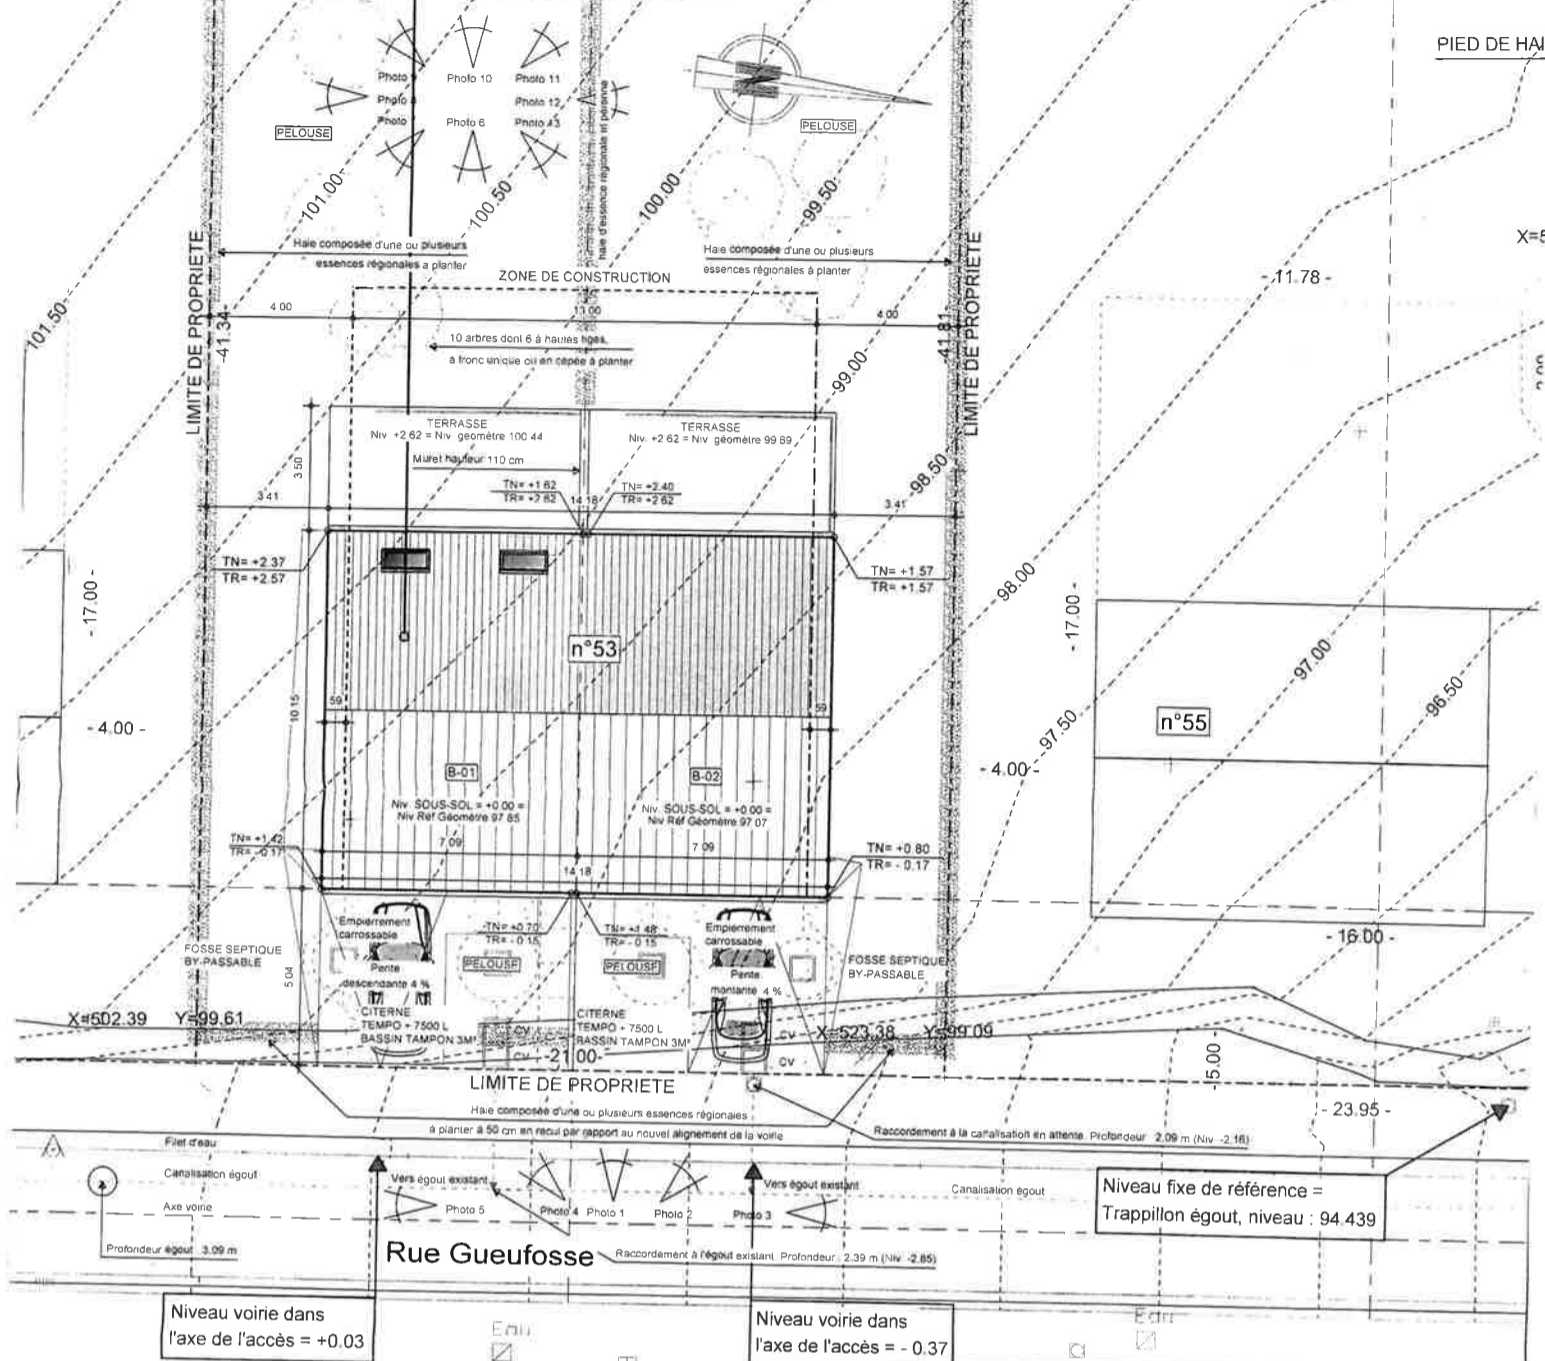 PIED DE HAI
Photo
Photo 10
Photo 11
Photo
Photo 12
Photo
Photo 6
PELOUSE
PELOUSE
haie d'essence régionale et pérenne
101.00
100.50
100.00
99.50
X=5
LIMITE DE PROPRIETE
Haie composée d'une ou plusieurs
essences régionales a planter
Haie composée d'une ou plusieurs
essences régionales à planter
LIMITE DE PROPRIETE
ZONE DE CONSTRUCTION
- 11.78 -
101.50
41.34
4 00
13 00
4.00
41.81
10 arbres dont 6 à hautes tiges,
à tronc unique ou en cépée à planter
99.00
TERRASSE
Niv +2 62 = Niv géomètre 100 44
TERRASSE
Niv +2 62 = Niv géomètre 99 69
Muret hauteur 110 cm
3 50
98.50
TN= +1 62
TR= +2 62
14 18
TN= +2.40
TR= +2 62
3 41
3.41
TN= +2.37
TR= +2.57
TN= +1.57
TR= +1.57
98.00
- 17.00 -
- 17.00 -
n°53
97.00
96.50
10 15
59
59
- 4.00 -
n°55
97.50
- 4.00 -
B-01
B-02
Niv SOUS-SOL = +0 00 =
Niv Réf Géomètre 97 85
Niv SOUS-SOL = +0 00 =
Niv Réf Géomètre 97 07
TN= +1.42
TR= -0.17
7 09
7 09
TN= +0.80
TR= - 0.17
14 18
Empierrement
carrossable
TN= +0.70
TR= - 0 15
TN= +1.48
TR= - 0 15
Empierrement
carrossable
- 16.00 -
FOSSE SEPTIQUE
BY-PASSABLE
5 04
Pente
descendante 4 %
PELOUSE
PELOUSE
Pente
montante 4 %
FOSSE SEPTIQUE
BY-PASSABLE
X=502.39 Y=99.61
CITERNE
TEMPO + 7500 L
BASSIN TAMPON 3M³
CV
CV
CITERNE
TEMPO + 7500 L
BASSIN TAMPON 3M³
CV
CV
X=523.38 Y=99.09
-21.00-
-5.00
LIMITE DE PROPRIETE
Haie composée d'une ou plusieurs essences régionales
à planter à 50 cm en recul par rapport au nouvel alignement de la voirie
Raccordement à la canalisation en attente. Profondeur 2.09 m (Niv -2.16)
- 23.95 -
Filet d'eau
Canalisation égout
Vers égout existant
Vers égout existant
Canalisation égout
Axe voirie
Photo 5
Photo 4
Photo 1
Photo 2
Photo 3
Niveau fixe de référence =
Trappillon égout, niveau : 94.439
Profondeur égout 3.09 m
Rue Gueufosse
Raccordement à l'égout existant Profondeur : 2.39 m (Niv -2.85)
Niveau voirie dans
l'axe de l'accès = +0.03
Niveau voirie dans
l'axe de l'accès = - 0.37